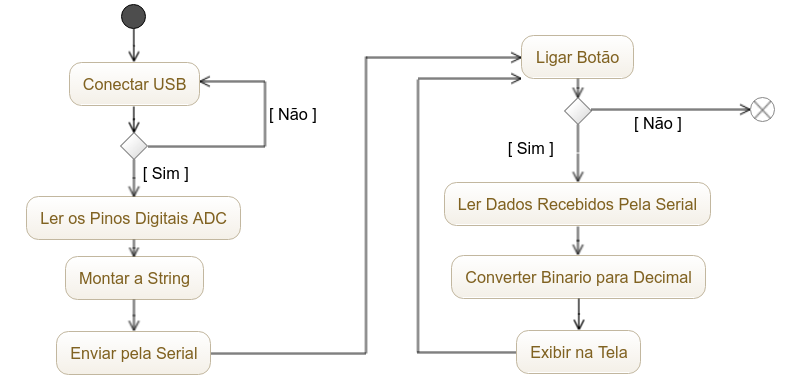 Conectar USB
[ Não ]
[ Sim ]
Ler os Pinos Digitais ADC
Montar a String
Enviar pela Serial
Ligar Botão
[ Não ]
[ Sim ]
Ler Dados Recebidos Pela Serial
Converter Binario para Decimal
Exibir na Tela